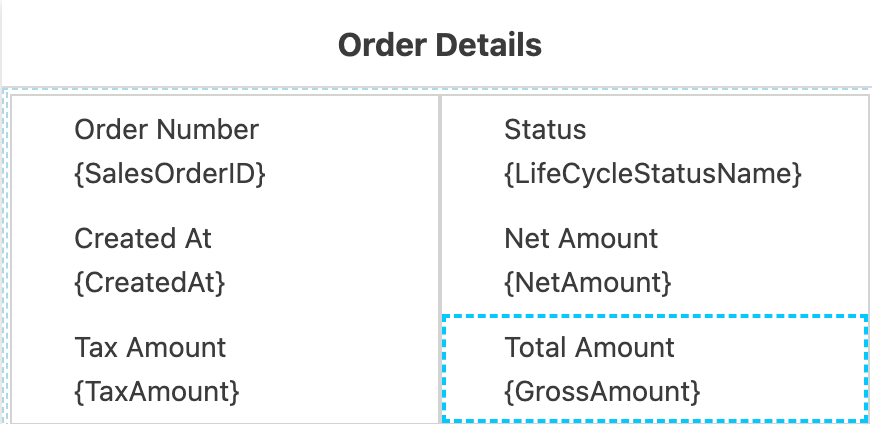 Order Details
Order Number
{SalesOrderID}
Status
{LifeCycleStatusName}
Created At
{CreatedAt}
Net Amount
{NetAmount}
Tax Amount
{TaxAmount}
Total Amount
{GrossAmount}